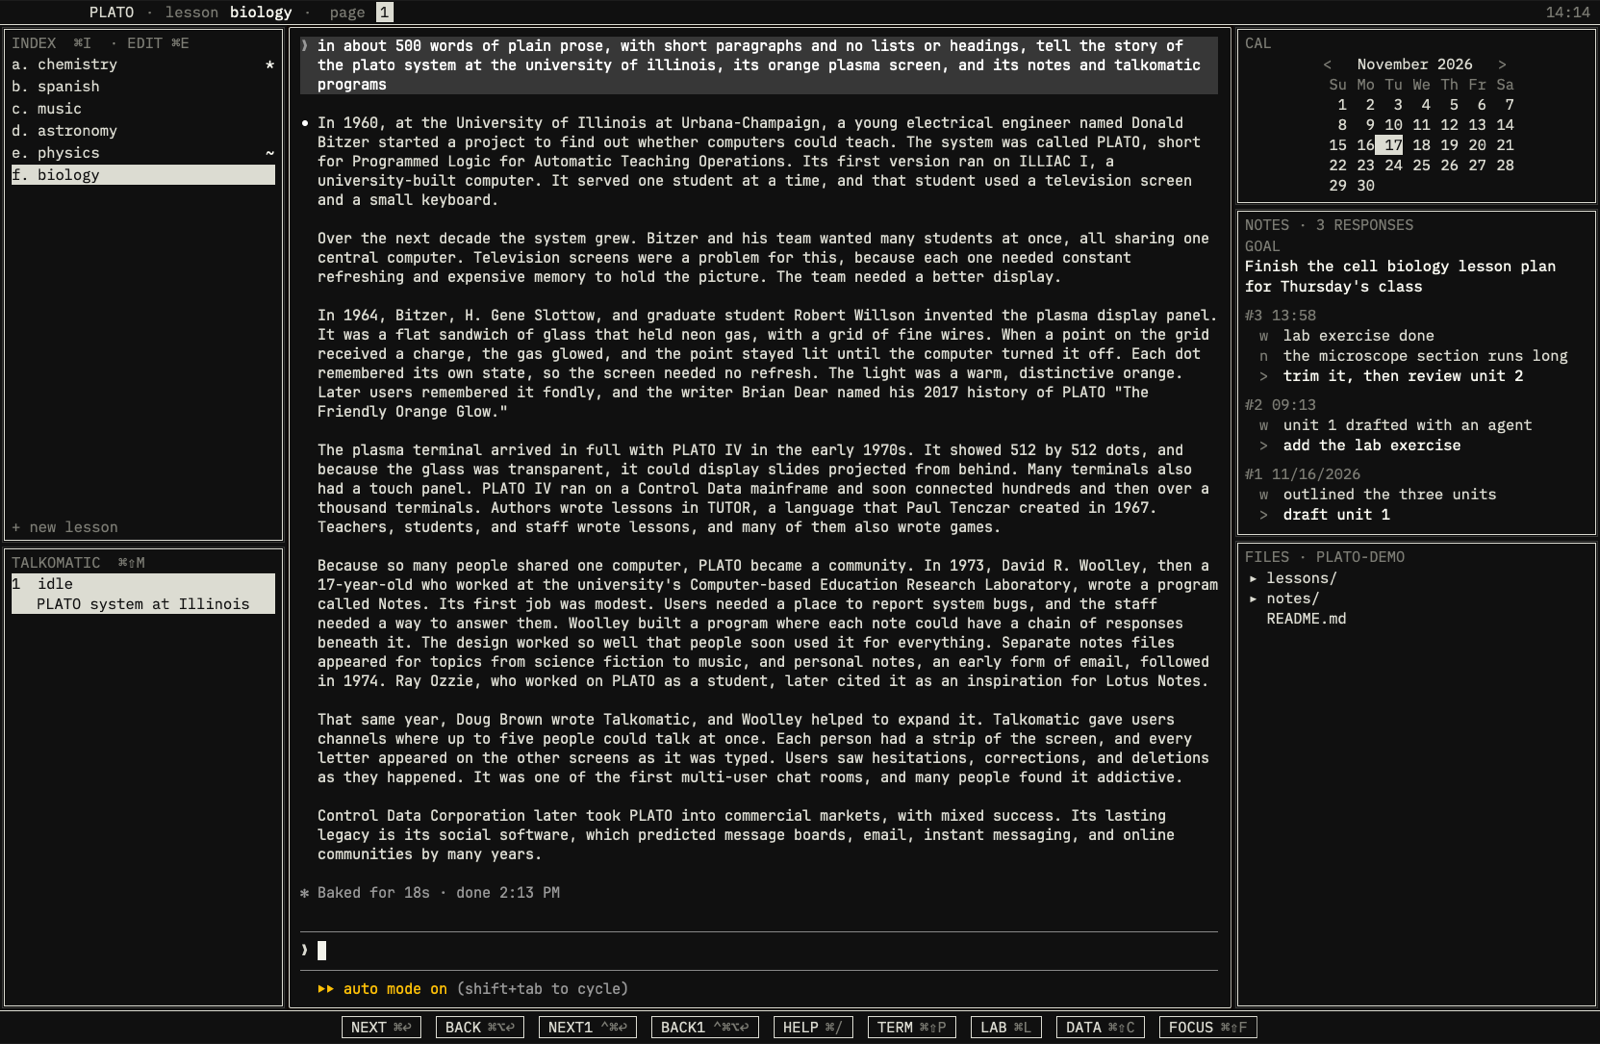 PLATO · lesson biology · page 1
14:14
INDEX ⌘I · EDIT ⌘E
a. chemistry *
b. spanish
c. music
d. astronomy
e. physics ~
f. biology
+ new lesson
TALKOMATIC ⌘⇧M
1 idle
PLATO system at Illinois
❯ in about 500 words of plain prose, with short paragraphs and no lists or headings, tell the story of
the plato system at the university of illinois, its orange plasma screen, and its notes and talkomatic
programs
● In 1960, at the University of Illinois at Urbana-Champaign, a young electrical engineer named Donald
Bitzer started a project to find out whether computers could teach. The system was called PLATO, short
for Programmed Logic for Automatic Teaching Operations. Its first version ran on ILLIAC I, a
university-built computer. It served one student at a time, and that student used a television screen
and a small keyboard.
Over the next decade the system grew. Bitzer and his team wanted many students at once, all sharing one
central computer. Television screens were a problem for this, because each one needed constant
refreshing and expensive memory to hold the picture. The team needed a better display.
In 1964, Bitzer, H. Gene Slottow, and graduate student Robert Willson invented the plasma display panel.
It was a flat sandwich of glass that held neon gas, with a grid of fine wires. When a point on the grid
received a charge, the gas glowed, and the point stayed lit until the computer turned it off. Each dot
remembered its own state, so the screen needed no refresh. The light was a warm, distinctive orange.
Later users remembered it fondly, and the writer Brian Dear named his 2017 history of PLATO "The
Friendly Orange Glow."
The plasma terminal arrived in full with PLATO IV in the early 1970s. It showed 512 by 512 dots, and
because the glass was transparent, it could display slides projected from behind. Many terminals also
had a touch panel. PLATO IV ran on a Control Data mainframe and soon connected hundreds and then over a
thousand terminals. Authors wrote lessons in TUTOR, a language that Paul Tenczar created in 1967.
Teachers, students, and staff wrote lessons, and many of them also wrote games.
Because so many people shared one computer, PLATO became a community. In 1973, David R. Woolley, then a
17-year-old who worked at the university's Computer-based Education Research Laboratory, wrote a program
called Notes. Its first job was modest. Users needed a place to report system bugs, and the staff
needed a way to answer them. Woolley built a program where each note could have a chain of responses
beneath it. The design worked so well that people soon used it for everything. Separate notes files
appeared for topics from science fiction to music, and personal notes, an early form of email, followed
in 1974. Ray Ozzie, who worked on PLATO as a student, later cited it as an inspiration for Lotus Notes.
That same year, Doug Brown wrote Talkomatic, and Woolley helped to expand it. Talkomatic gave users
channels where up to five people could talk at once. Each person had a strip of the screen, and every
letter appeared on the other screens as it was typed. Users saw hesitations, corrections, and deletions
as they happened. It was one of the first multi-user chat rooms, and many people found it addictive.
Control Data Corporation later took PLATO into commercial markets, with mixed success. Its lasting
legacy is its social software, which predicted message boards, email, instant messaging, and online
communities by many years.
✻ Baked for 18s · done 2:13 PM
❯
▸▸ auto mode on (shift+tab to cycle)
CAL
< November 2026 >
Su Mo Tu We Th Fr Sa
1 2 3 4 5 6 7
8 9 10 11 12 13 14
15 16 17 18 19 20 21
22 23 24 25 26 27 28
29 30
NOTES · 3 RESPONSES
GOAL
Finish the cell biology lesson plan
for Thursday's class
#3 13:58
w lab exercise done
n the microscope section runs long
> trim it, then review unit 2
#2 09:13
w unit 1 drafted with an agent
> add the lab exercise
#1 11/16/2026
w outlined the three units
> draft unit 1
FILES · PLATO-DEMO
▸ lessons/
▸ notes/
README.md
NEXT ⌘↩ BACK ⌘⌥↩ NEXT1 ^⌘↩ BACK1 ^⌘⌥↩ HELP ⌘/ TERM ⌘⇧P LAB ⌘L DATA ⌘⇧C FOCUS ⌘⇧F